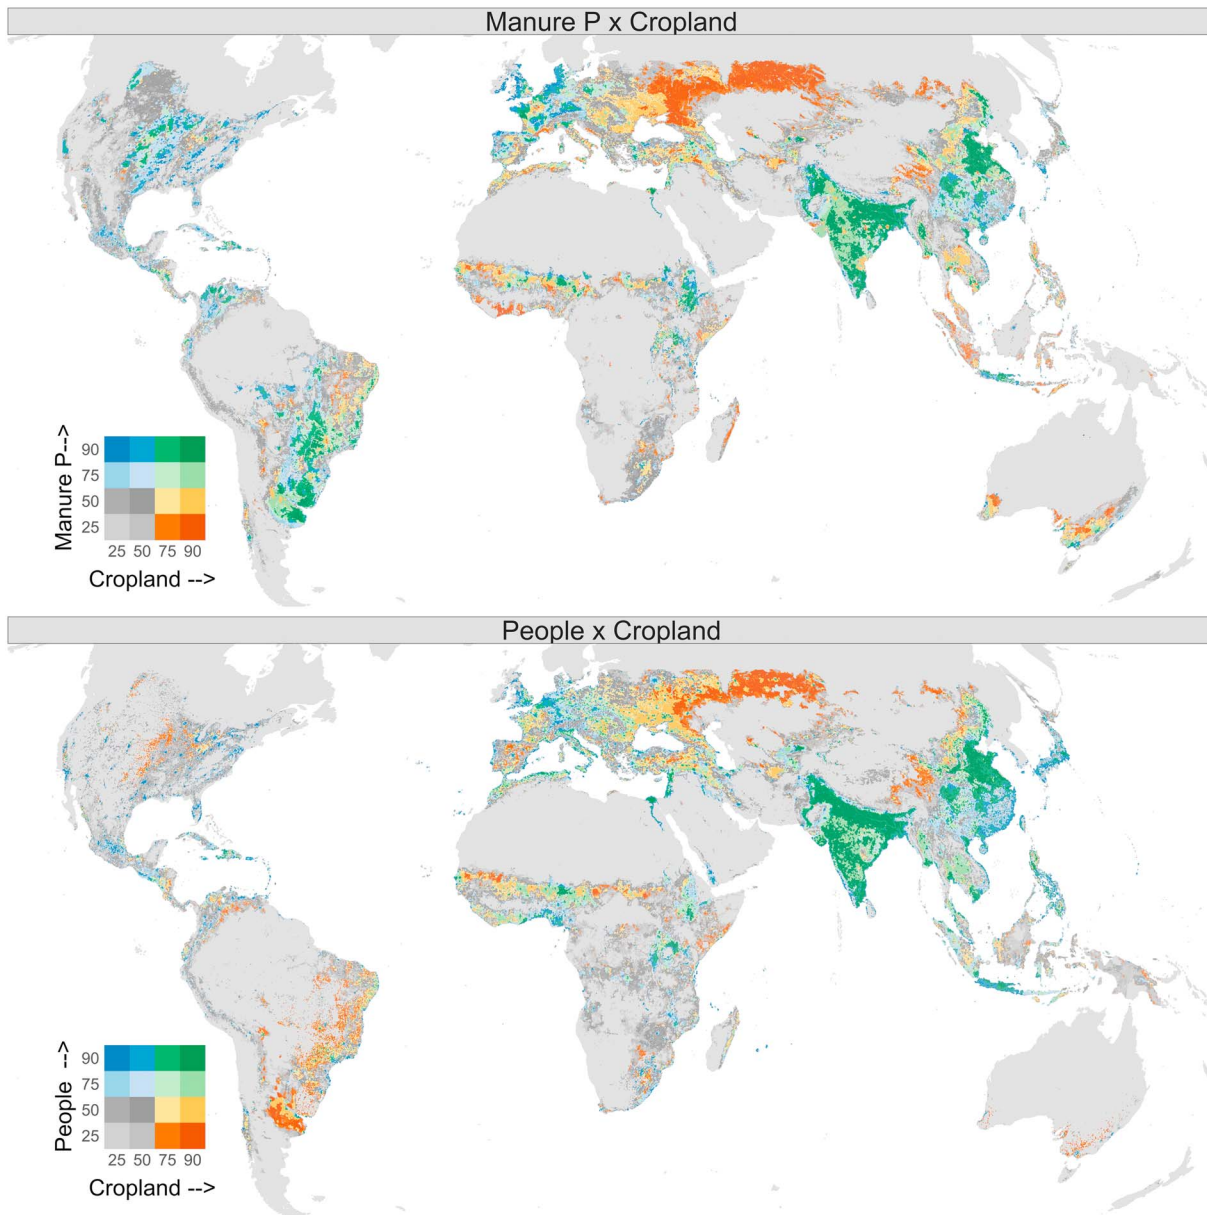 Manure P x Cropland
Manure P-->
90
75
50
25
25 50 75 90
Cropland -->
People x Cropland
People -->
90
75
50
25
25 50 75 90
Cropland -->